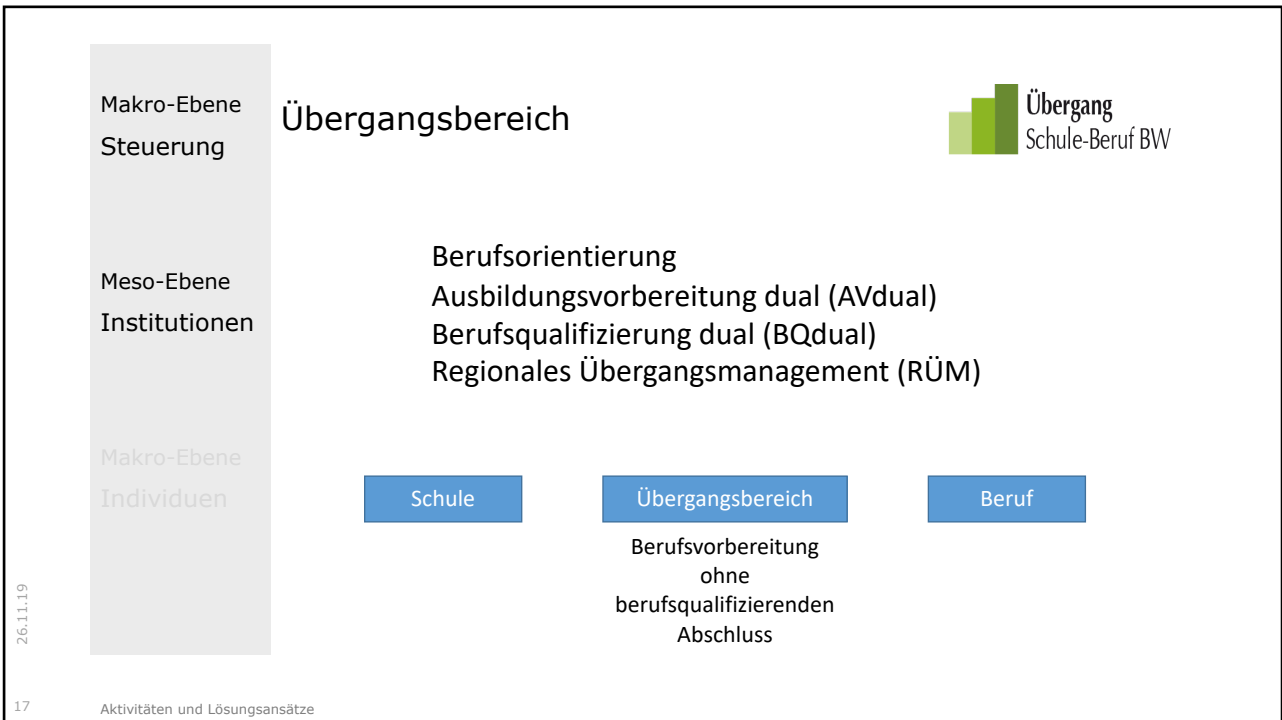 Makro-Ebene
Steuerung
Übergangsbereich
Übergang
Schule-Beruf BW
Meso-Ebene
Institutionen
Berufsorientierung
Ausbildungsvorbereitung dual (AVdual)
Berufsqualifizierung dual (BQdual)
Regionales Übergangsmanagement (RÜM)
Makro-Ebene
Individuen
Schule
Übergangsbereich
Beruf
Berufsvorbereitung
ohne
berufsqualifizierenden
Abschluss
26.11.19
17
Aktivitäten und Lösungsansätze